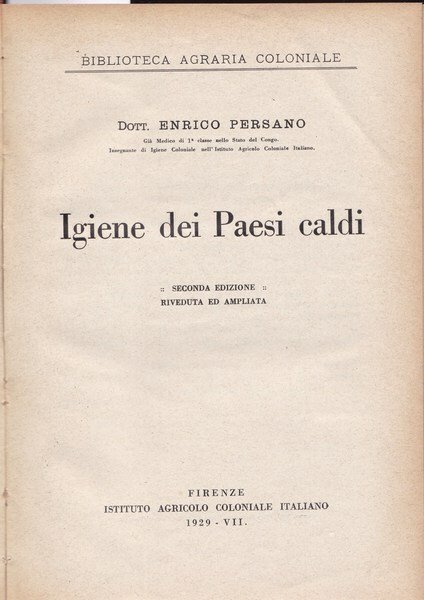 BIBLIOTECA AGRARIA COLONIALE
DOTT. ENRICO PERSANO
Già Medico di 1ª classe nello Stato del Congo.
Insegnante di Igiene Coloniale nell'Istituto Agricolo Coloniale Italiano.
Igiene dei Paesi caldi
:: SECONDA EDIZIONE ::
RIVEDUTA ED AMPLIATA
FIRENZE
ISTITUTO AGRICOLO COLONIALE ITALIANO
1929 - VII.